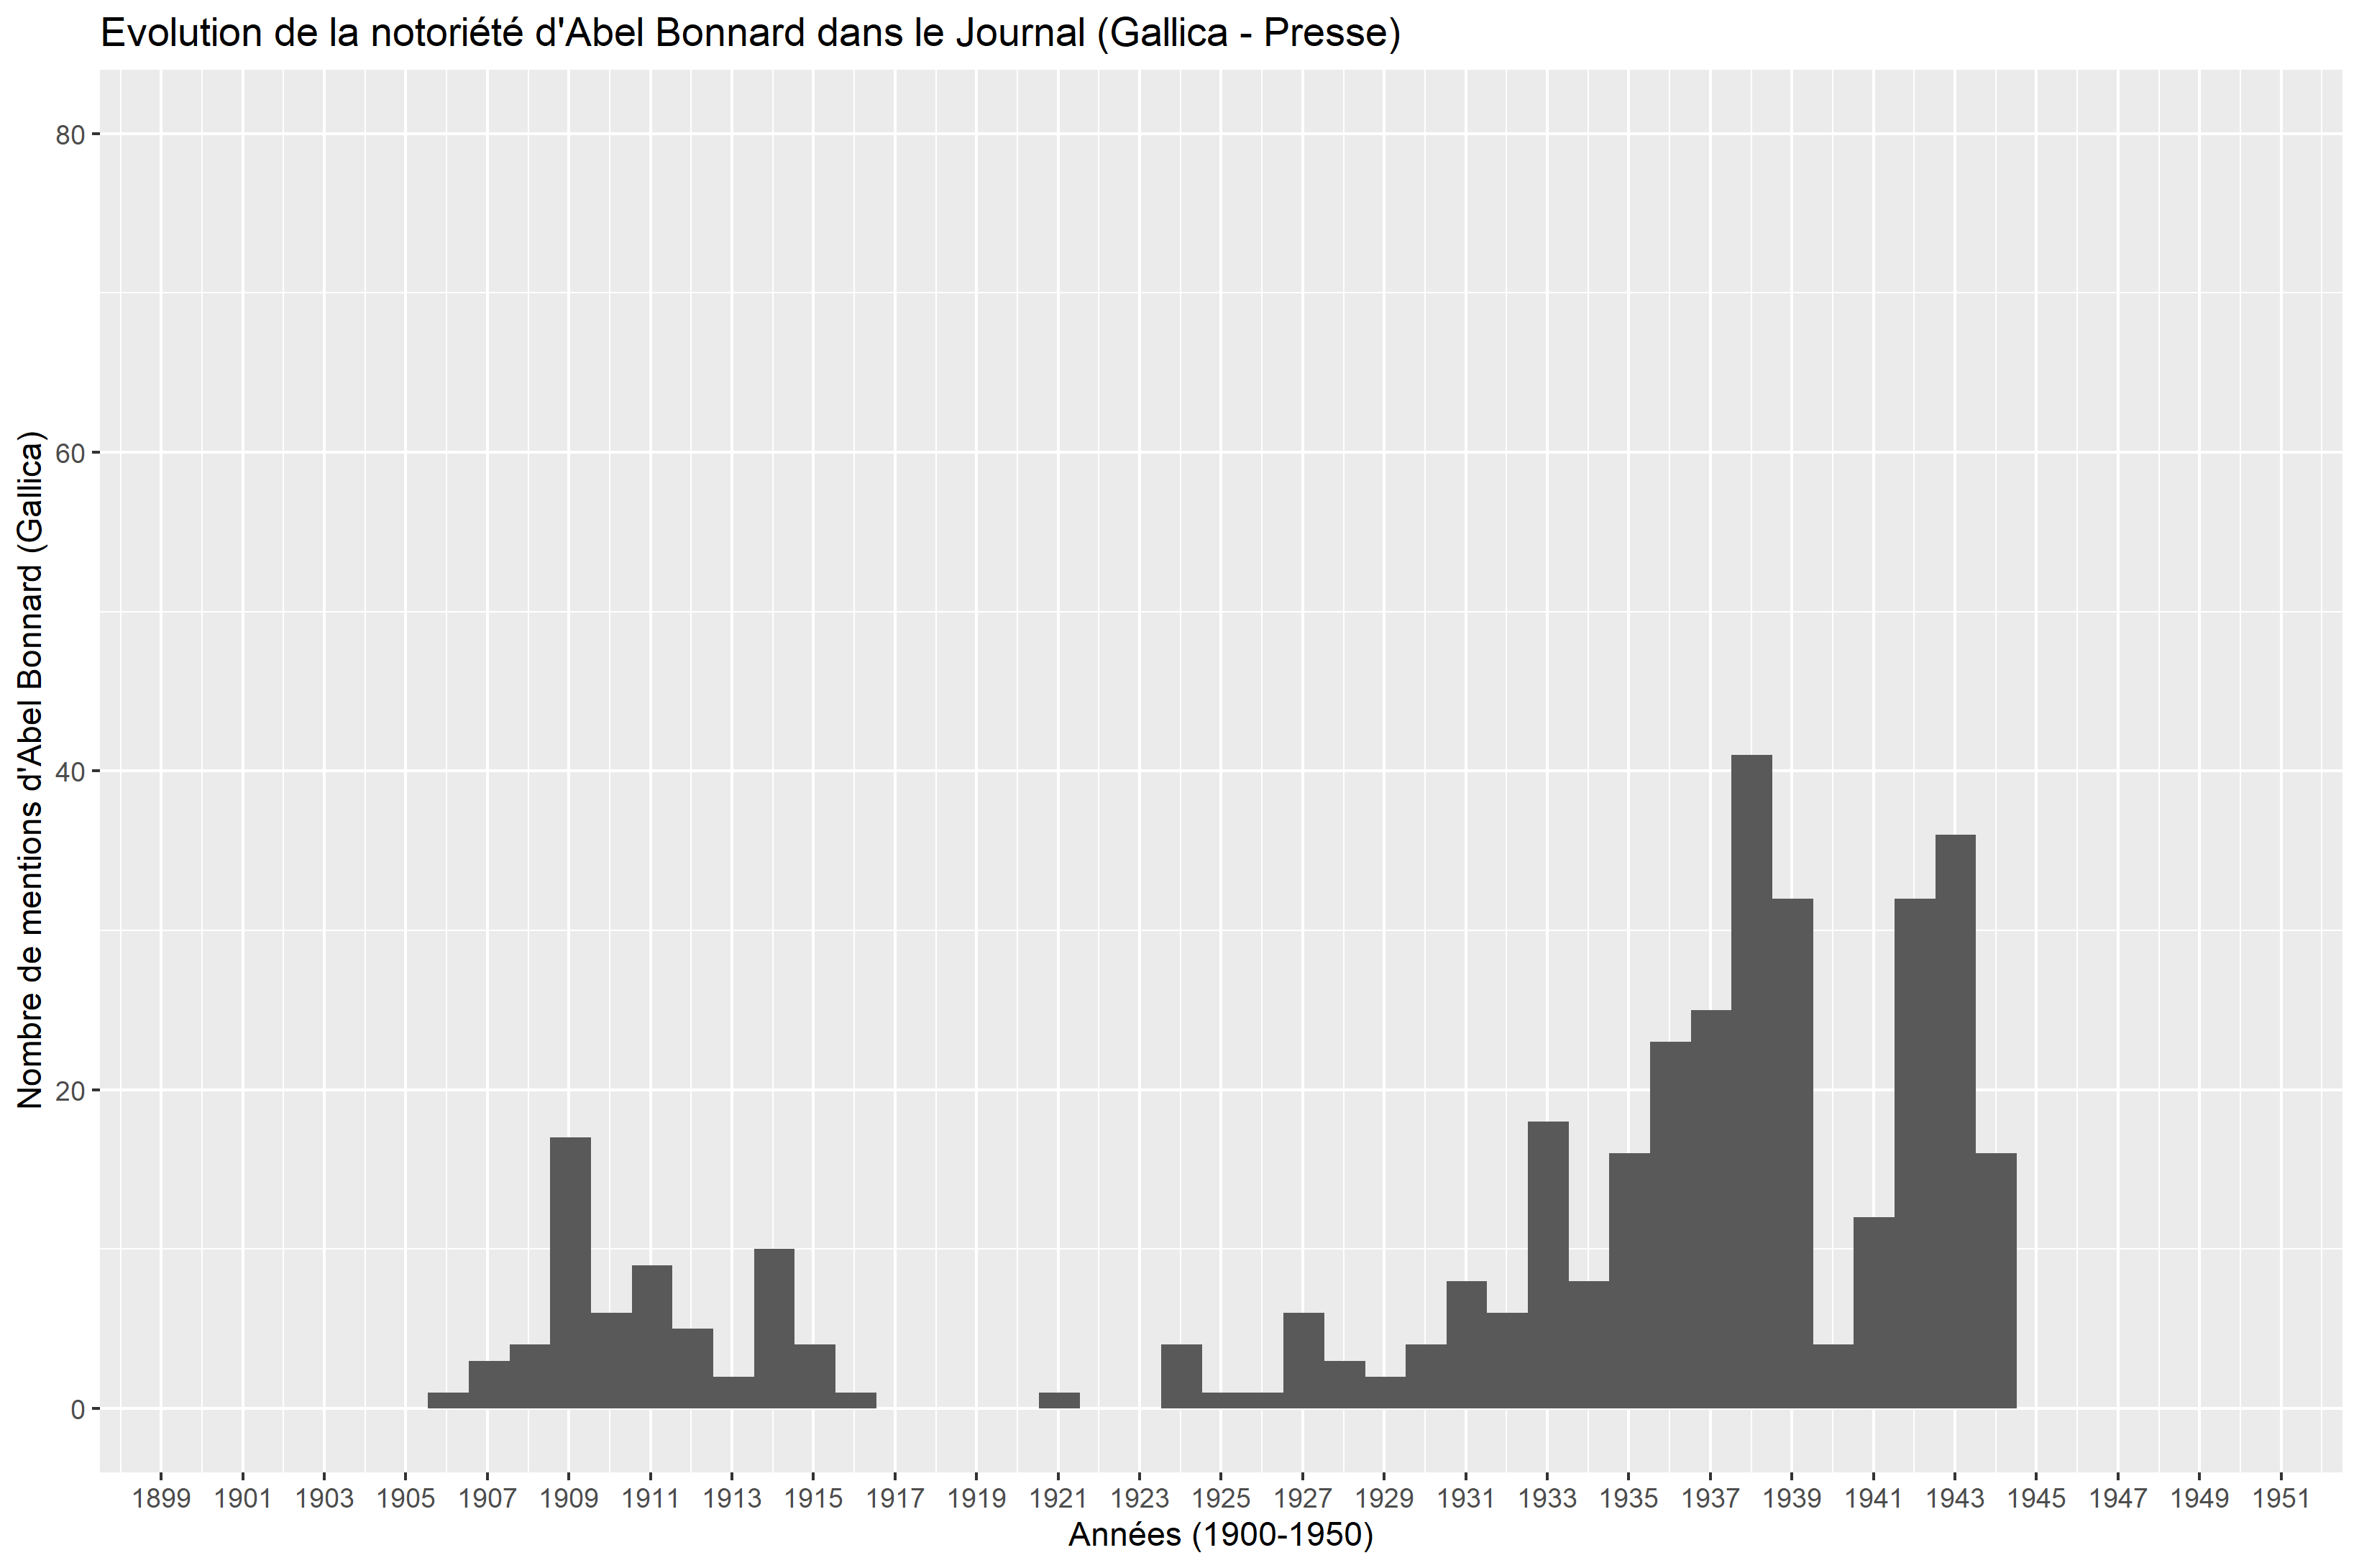 Evolution de la notoriété d'Abel Bonnard dans le Journal (Gallica - Presse)
Nombre de mentions d'Abel Bonnard (Gallica)
80
60
40
20
0
1899 1901 1903 1905 1907 1909 1911 1913 1915 1917 1919 1921 1923 1925 1927 1929 1931 1933 1935 1937 1939 1941 1943 1945 1947 1949 1951
Années (1900-1950)